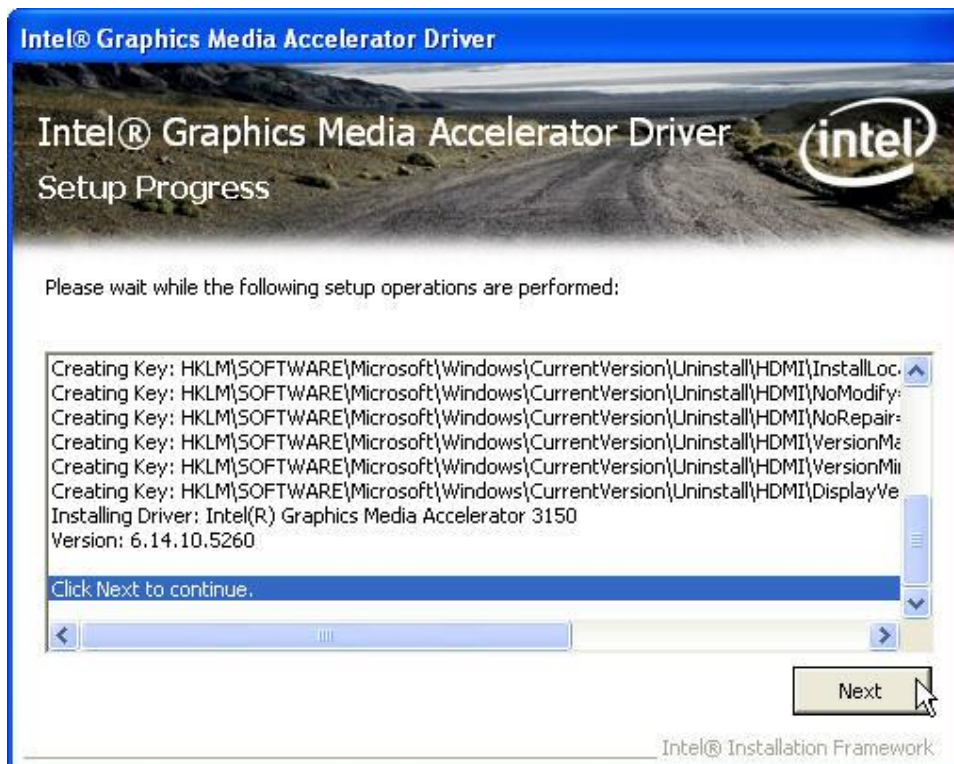 Intel® Graphics Media Accelerator Driver
Intel® Graphics Media Accelerator Driver
intel
Setup Progress
Please wait while the following setup operations are performed:
Creating Key: HKLM\SOFTWARE\Microsoft\Windows\CurrentVersion\Uninstall\HDMI\InstallLoc
Creating Key: HKLM\SOFTWARE\Microsoft\Windows\CurrentVersion\Uninstall\HDMI\NoModify=
Creating Key: HKLM\SOFTWARE\Microsoft\Windows\CurrentVersion\Uninstall\HDMI\NoRepair=
Creating Key: HKLM\SOFTWARE\Microsoft\Windows\CurrentVersion\Uninstall\HDMI\VersionMa
Creating Key: HKLM\SOFTWARE\Microsoft\Windows\CurrentVersion\Uninstall\HDMI\VersionMi
Creating Key: HKLM\SOFTWARE\Microsoft\Windows\CurrentVersion\Uninstall\HDMI\DisplayVe
Installing Driver: Intel(R) Graphics Media Accelerator 3150
Version: 6.14.10.5260
Click Next to continue.
Next
Intel® Installation Framework